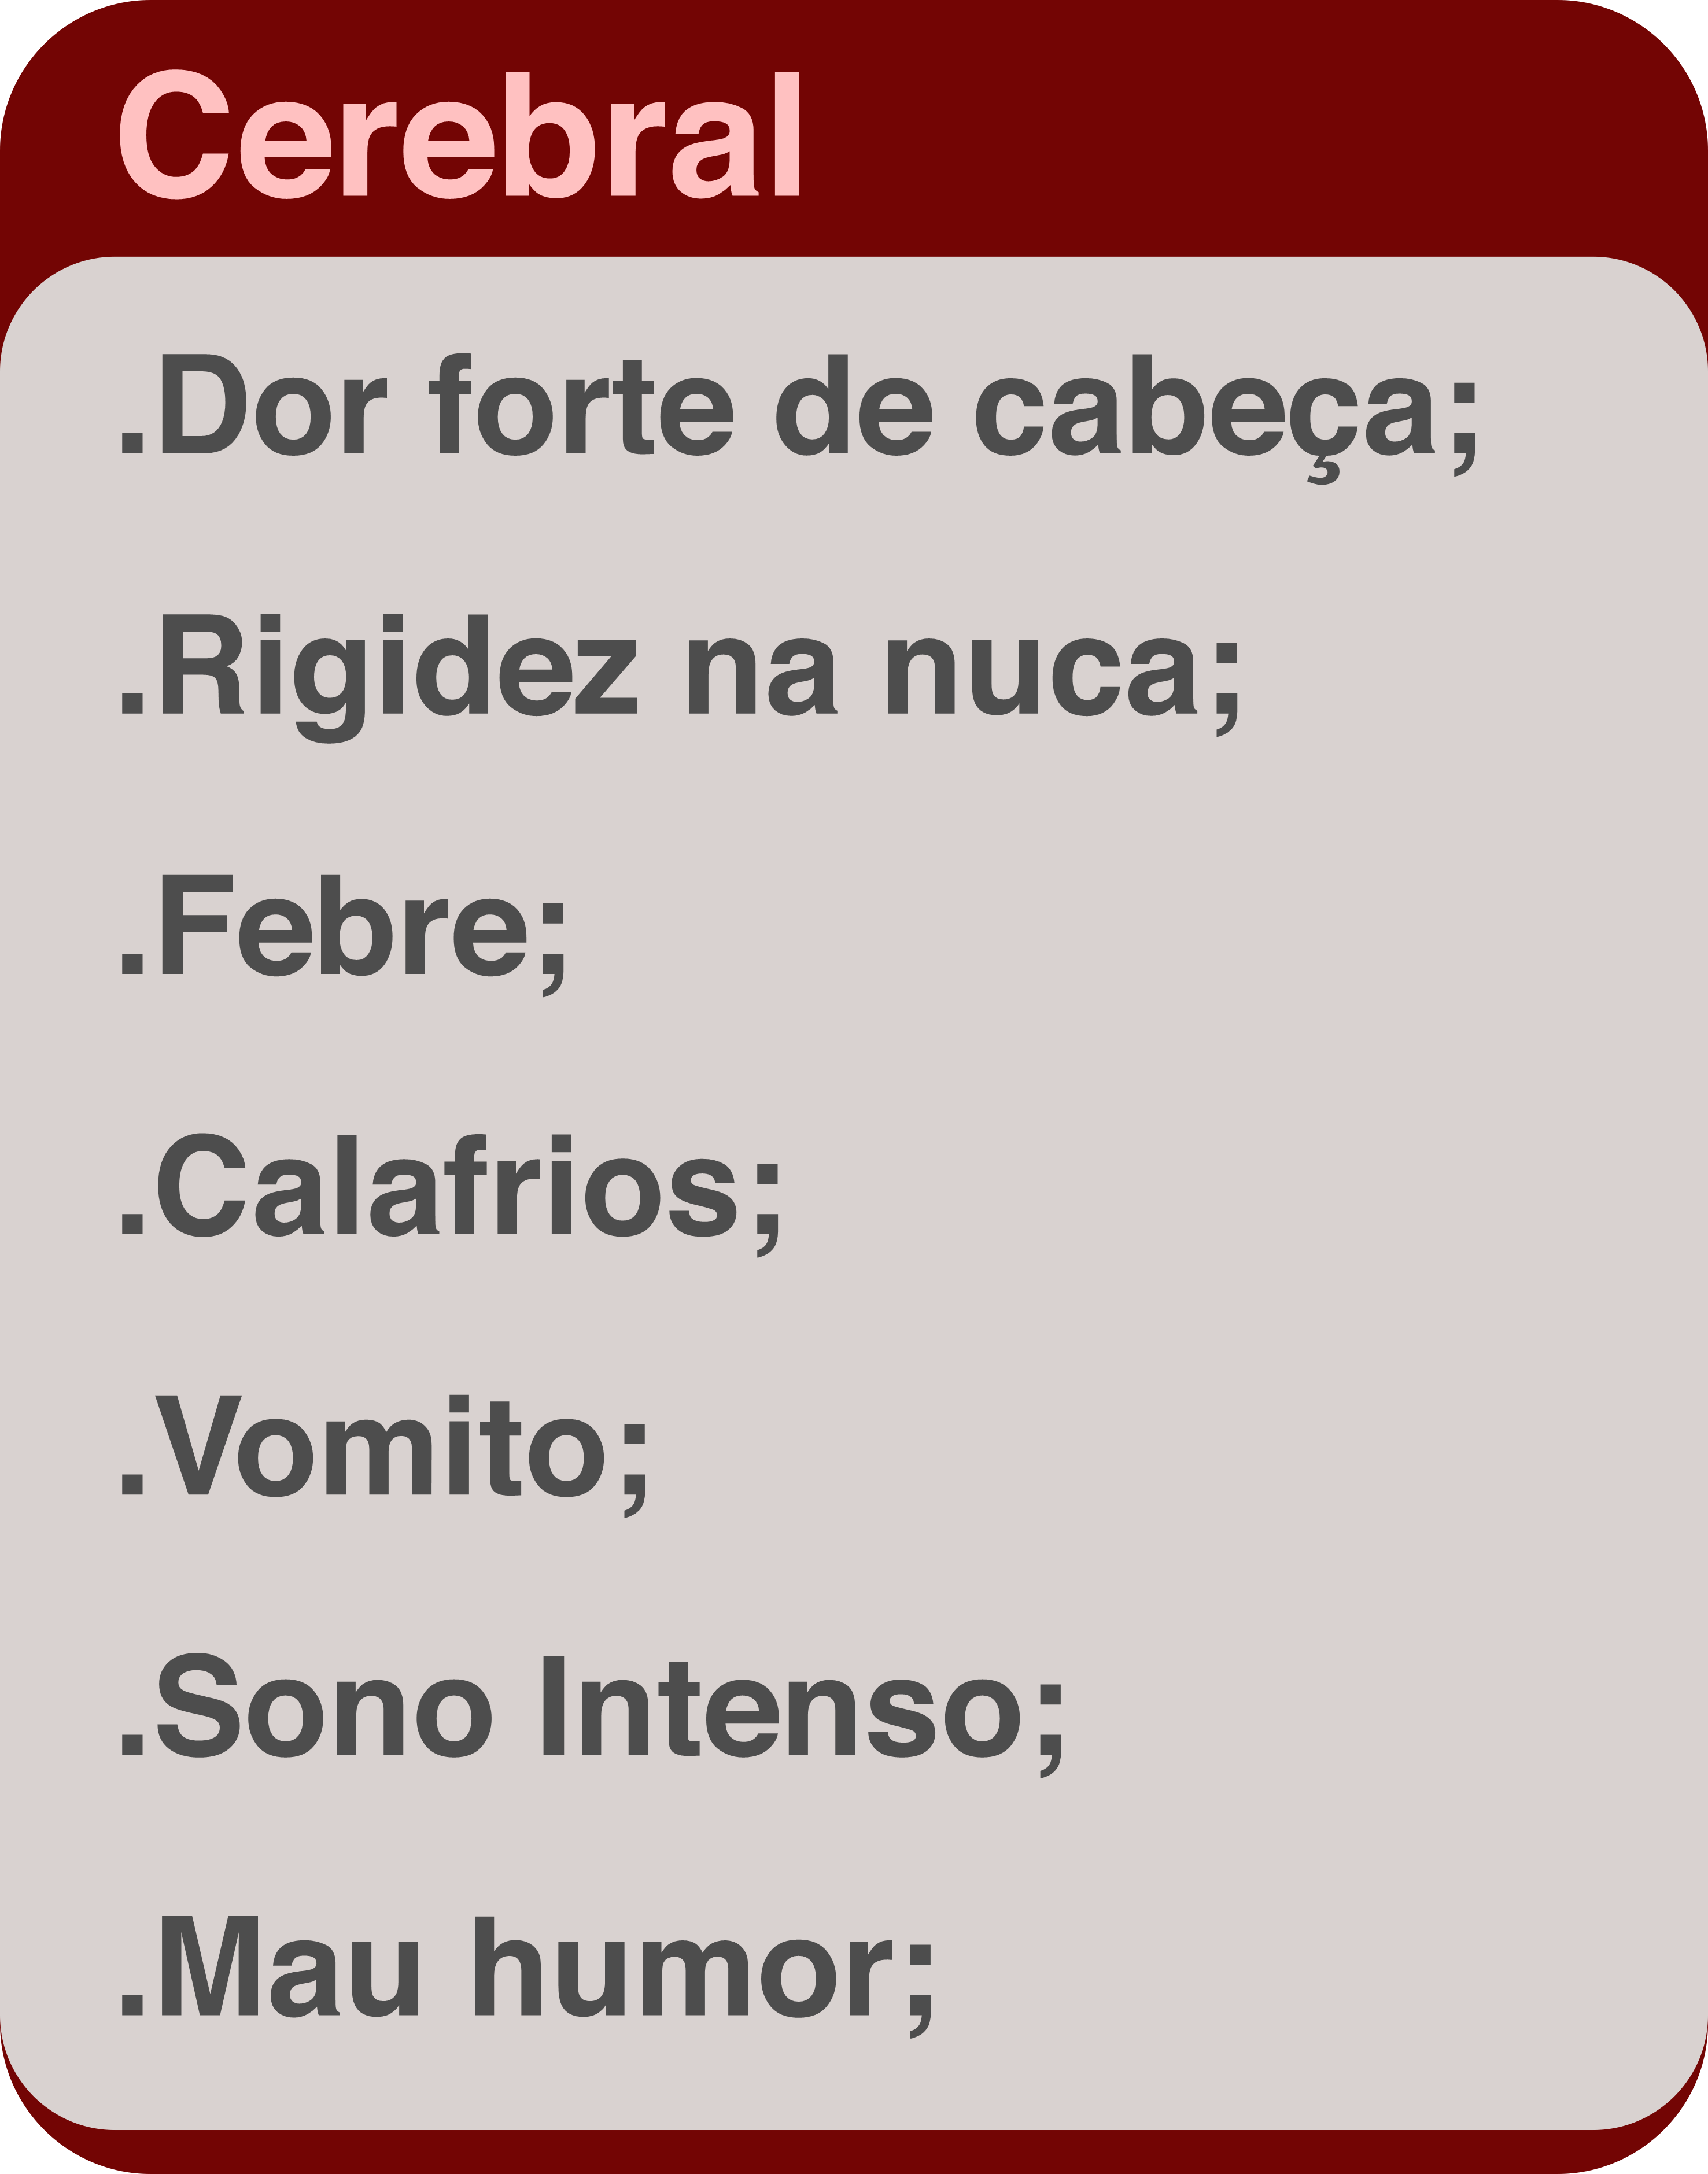 Cerebral
.Dor forte de cabeça;
.Rigidez na nuca;
.Febre;
.Calafrios;
.Vomito;
.Sono Intenso;
.Mau humor;